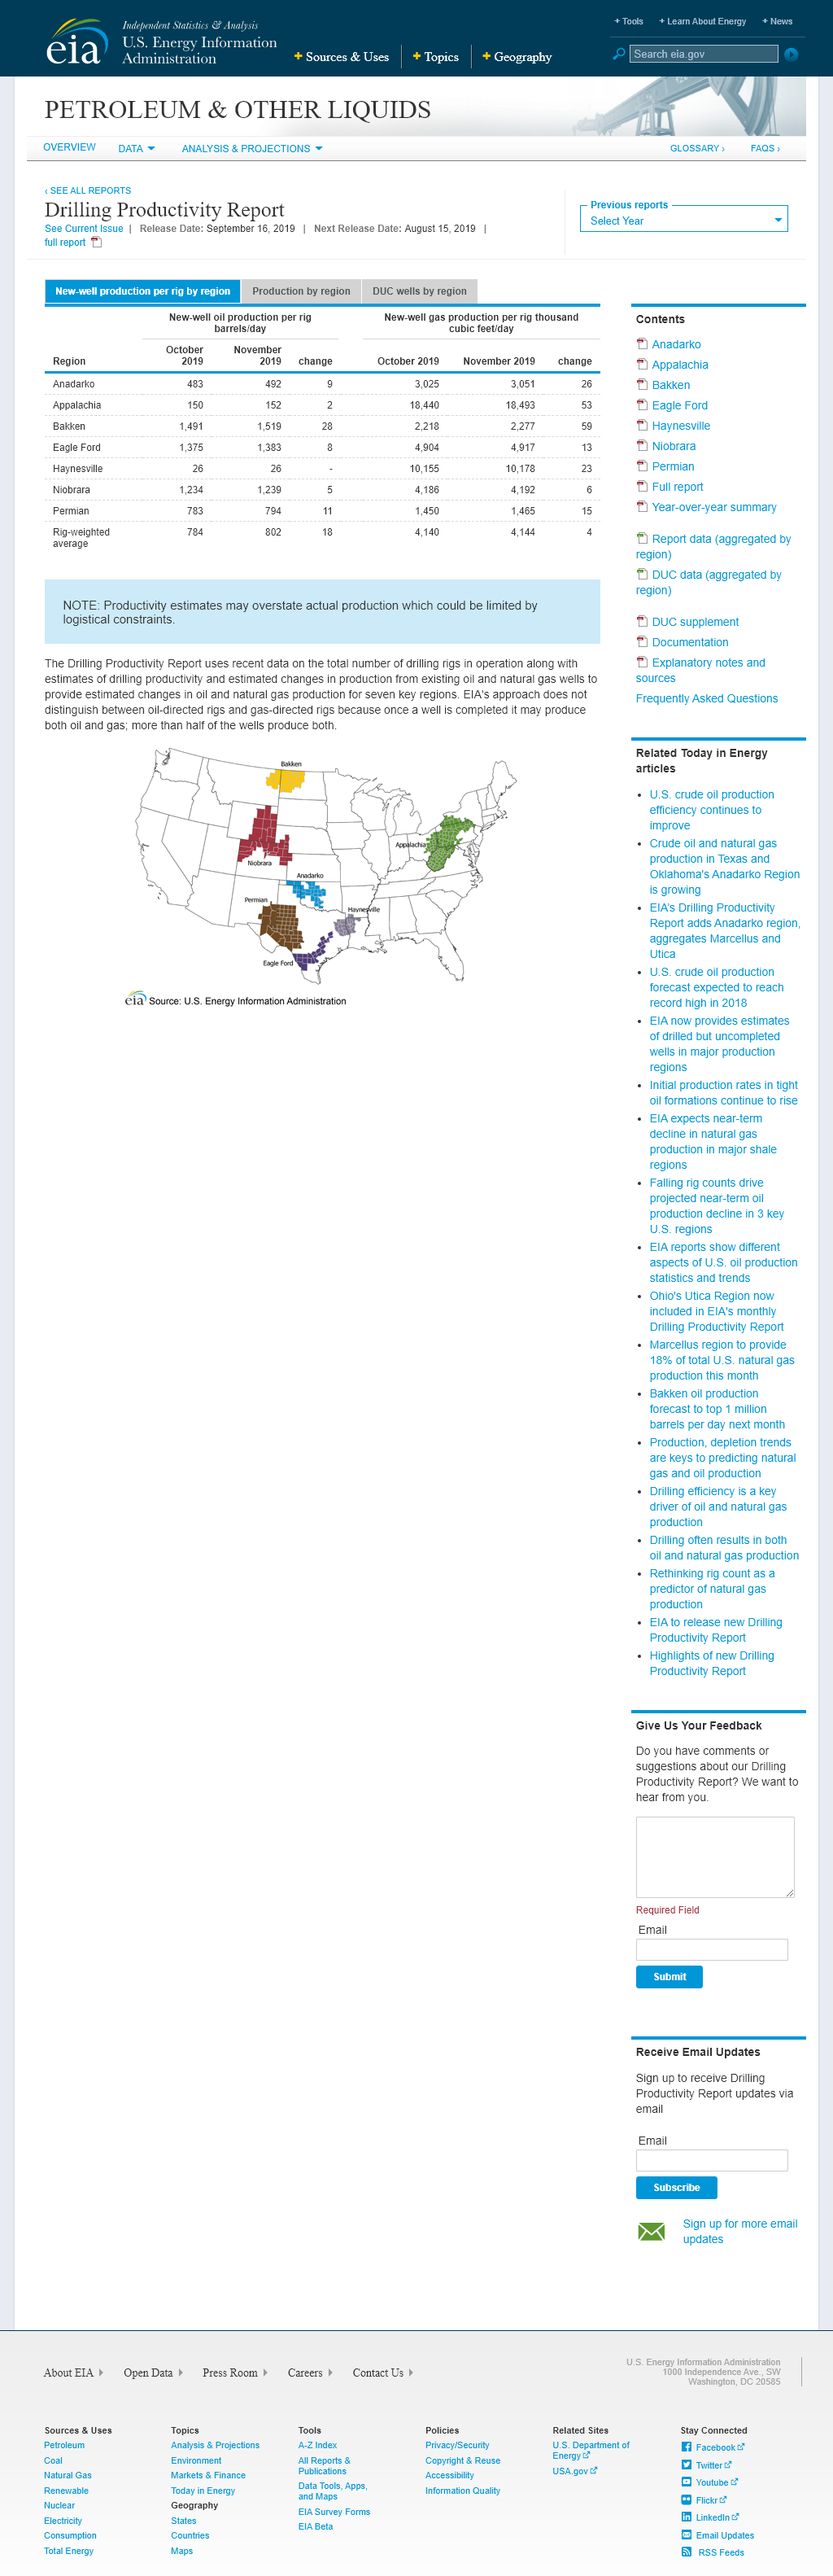 + Tools + Learn About Energy + News
eia
Independent Statistics & Analysis
U.S. Energy Information
Administration
+ Sources & Uses + Topics + Geography
Search eia.gov
PETROLEUM & OTHER LIQUIDS
OVERVIEW DATA ANALYSIS & PROJECTIONS GLOSSARY › FAQS ›
‹ SEE ALL REPORTS
Drilling Productivity Report
See Current Issue | Release Date: September 16, 2019 | Next Release Date: August 15, 2019 |
full report
Previous reports
Select Year
New-well production per rig by region Production by region DUC wells by region
New-well oil production per rig
barrels/day
New-well gas production per rig thousand
cubic feet/day
Region October 2019 November 2019 change October 2019 November 2019 change
Anadarko 483 492 9 3,025 3,051 26
Appalachia 150 152 2 18,440 18,493 53
Bakken 1,491 1,519 28 2,218 2,277 59
Eagle Ford 1,375 1,383 8 4,904 4,917 13
Haynesville 26 26 - 10,155 10,178 23
Niobrara 1,234 1,239 5 4,186 4,192 6
Permian 783 794 11 1,450 1,465 15
Rig-weighted average 784 802 18 4,140 4,144 4
NOTE: Productivity estimates may overstate actual production which could be limited by
logistical constraints.
The Drilling Productivity Report uses recent data on the total number of drilling rigs in operation along with
estimates of drilling productivity and estimated changes in production from existing oil and natural gas wells to
provide estimated changes in oil and natural gas production for seven key regions. EIA's approach does not
distinguish between oil-directed rigs and gas-directed rigs because once a well is completed it may produce
both oil and gas; more than half of the wells produce both.
Bakken
Appalachia
Niobrara
Anadarko
Permian
Haynesville
Eagle Ford
eia Source: U.S. Energy Information Administration
Contents
Anadarko
Appalachia
Bakken
Eagle Ford
Haynesville
Niobrara
Permian
Full report
Year-over-year summary
Report data (aggregated by
region)
DUC data (aggregated by
region)
DUC supplement
Documentation
Explanatory notes and
sources
Frequently Asked Questions
Related Today in Energy
articles
• U.S. crude oil production
efficiency continues to
improve
• Crude oil and natural gas
production in Texas and
Oklahoma's Anadarko Region
is growing
• EIA's Drilling Productivity
Report adds Anadarko region,
aggregates Marcellus and
Utica
• U.S. crude oil production
forecast expected to reach
record high in 2018
• EIA now provides estimates
of drilled but uncompleted
wells in major production
regions
• Initial production rates in tight
oil formations continue to rise
• EIA expects near-term
decline in natural gas
production in major shale
regions
• Falling rig counts drive
projected near-term oil
production decline in 3 key
U.S. regions
• EIA reports show different
aspects of U.S. oil production
statistics and trends
• Ohio's Utica Region now
included in EIA's monthly
Drilling Productivity Report
• Marcellus region to provide
18% of total U.S. natural gas
production this month
• Bakken oil production
forecast to top 1 million
barrels per day next month
• Production, depletion trends
are keys to predicting natural
gas and oil production
• Drilling efficiency is a key
driver of oil and natural gas
production
• Drilling often results in both
oil and natural gas production
• Rethinking rig count as a
predictor of natural gas
production
• EIA to release new Drilling
Productivity Report
• Highlights of new Drilling
Productivity Report
Give Us Your Feedback
Do you have comments or
suggestions about our Drilling
Productivity Report? We want to
hear from you.
Required Field
Email
Submit
Receive Email Updates
Sign up to receive Drilling
Productivity Report updates via
email
Email
Subscribe
Sign up for more email
updates
About EIA Open Data Press Room Careers Contact Us
U.S. Energy Information Administration
1000 Independence Ave., SW
Washington, DC 20585
Sources & Uses
Petroleum
Coal
Natural Gas
Renewable
Nuclear
Electricity
Consumption
Total Energy
Topics
Analysis & Projections
Environment
Markets & Finance
Today in Energy
Geography
States
Countries
Maps
Tools
A-Z Index
All Reports &
Publications
Data Tools, Apps,
and Maps
EIA Survey Forms
EIA Beta
Policies
Privacy/Security
Copyright & Reuse
Accessibility
Information Quality
Related Sites
U.S. Department of
Energy
USA.gov
Stay Connected
Facebook
Twitter
Youtube
Flickr
LinkedIn
Email Updates
RSS Feeds